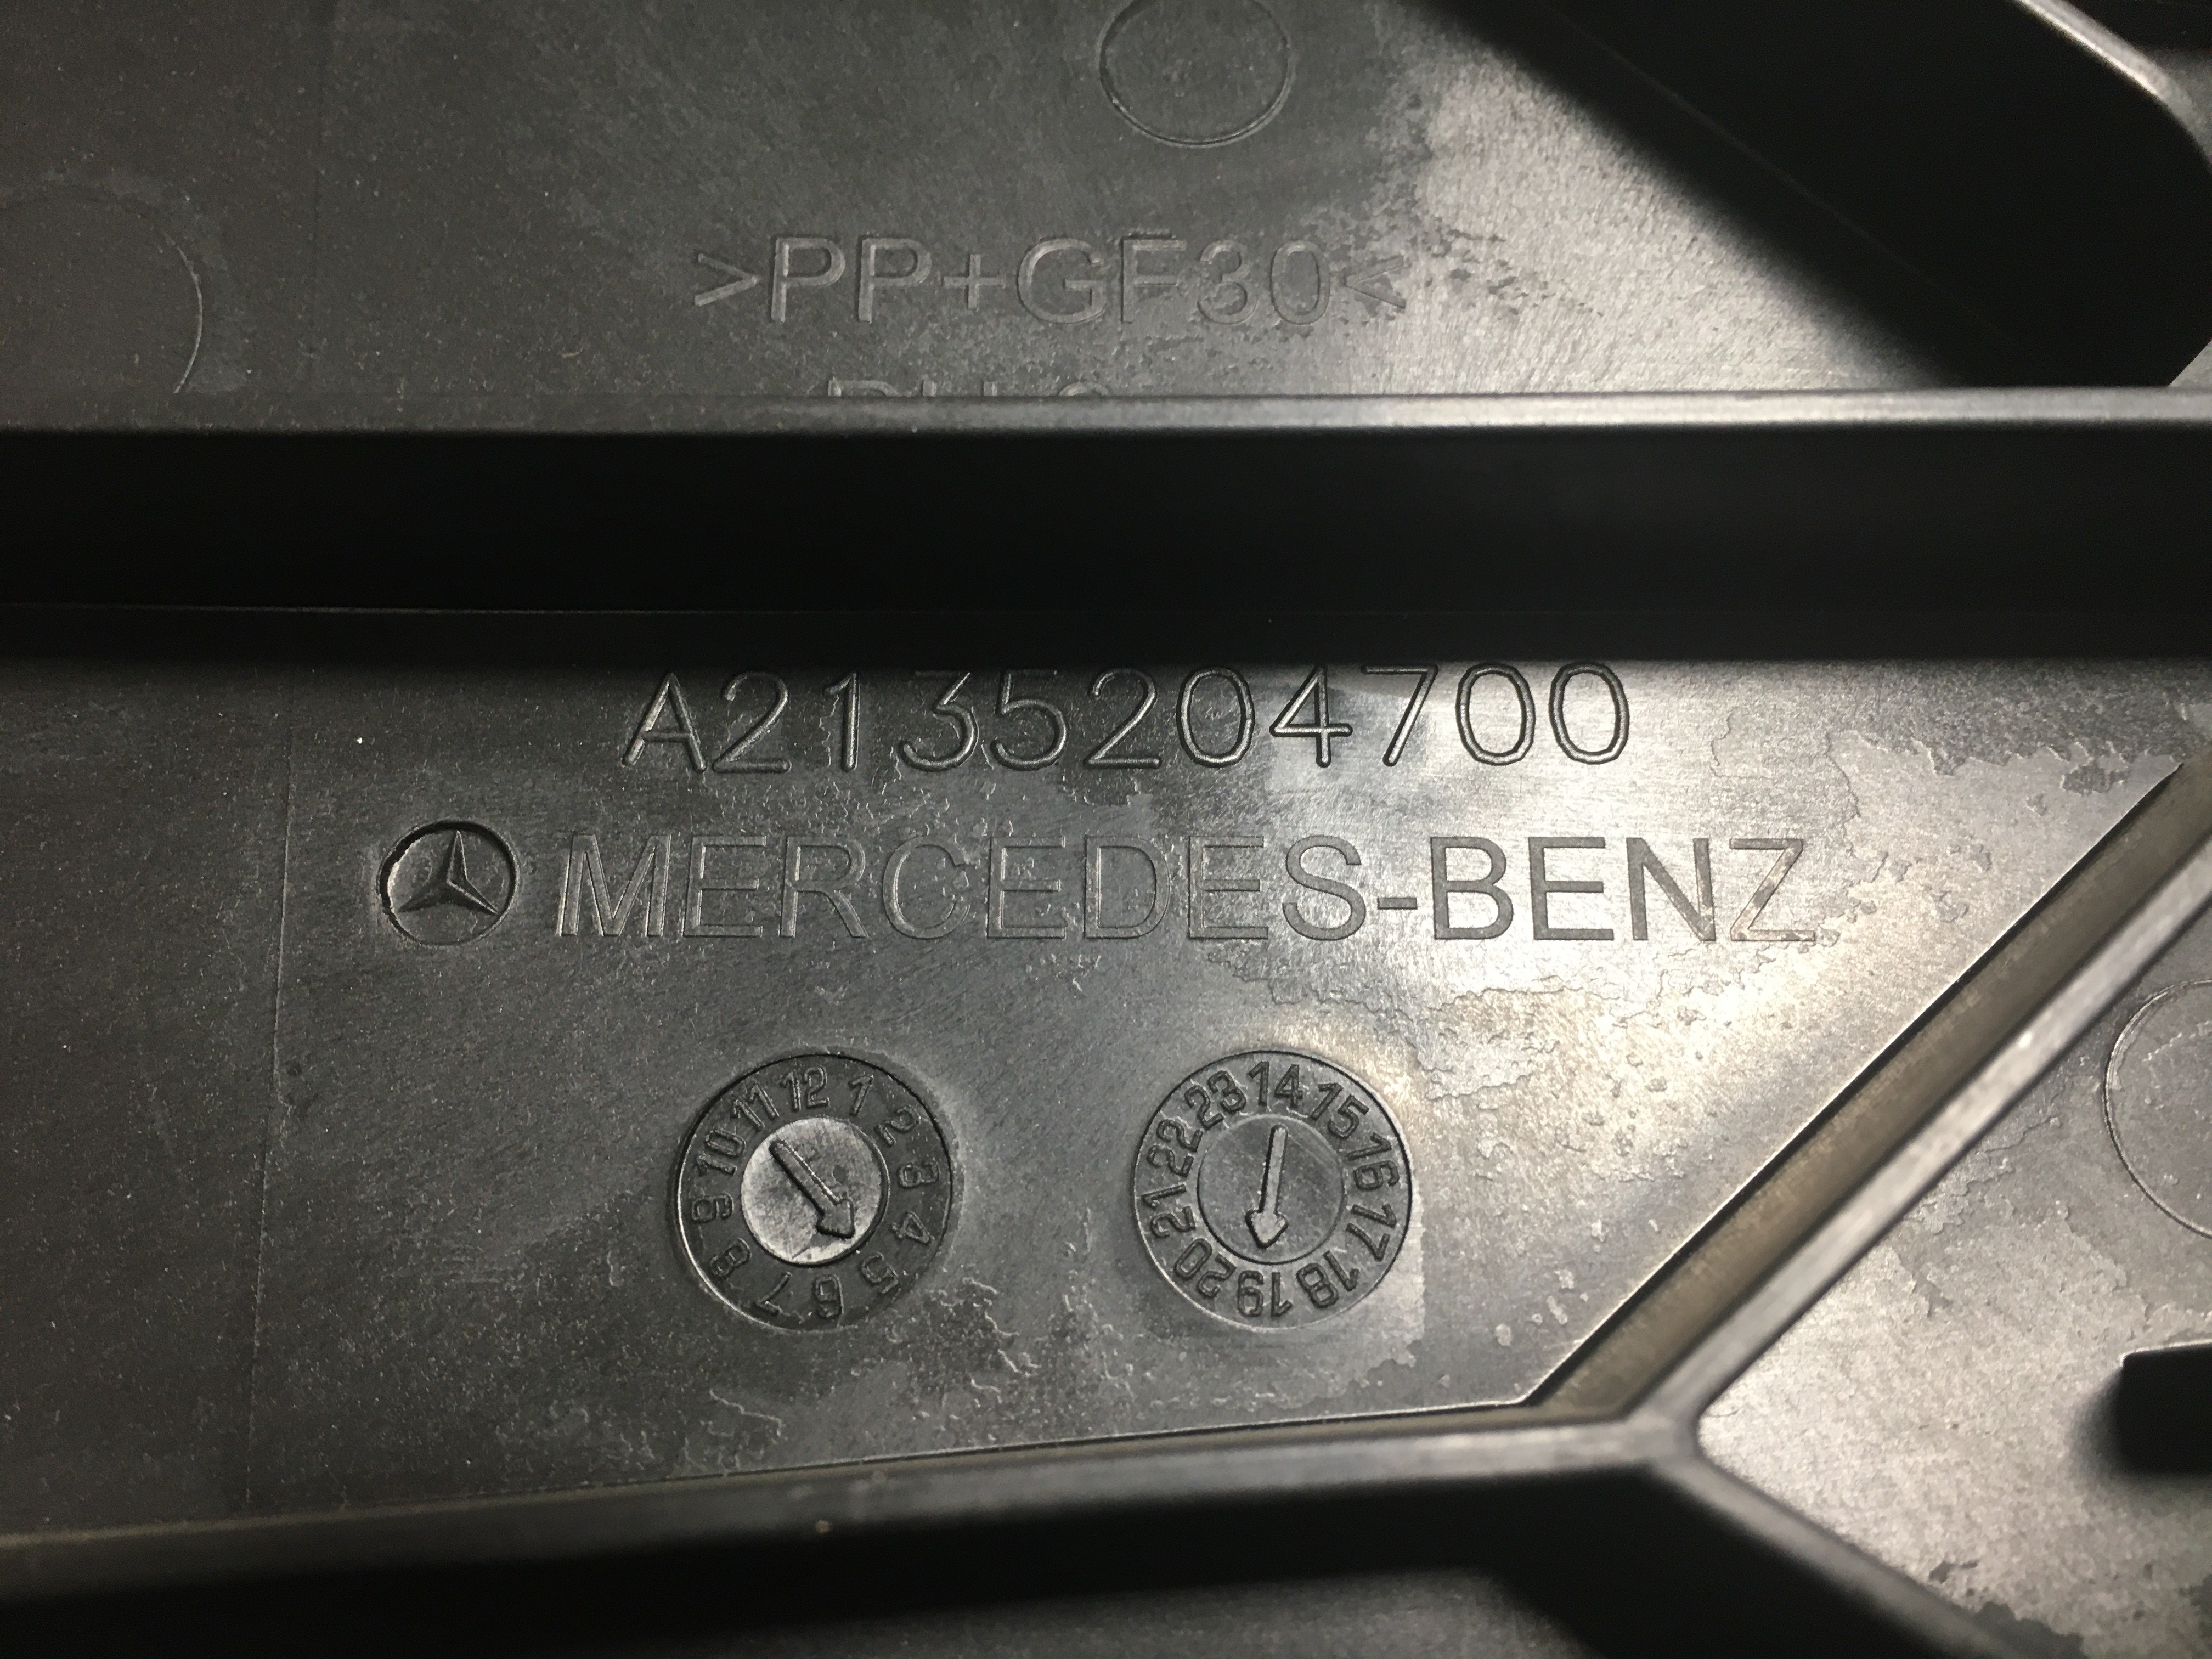 >PP+GF30<
A2135204700
MERCEDES-BENZ
1 2 3 4 5 6 7 8 9 10 11 12
14 15 16 17 18 19 20 21 22 23